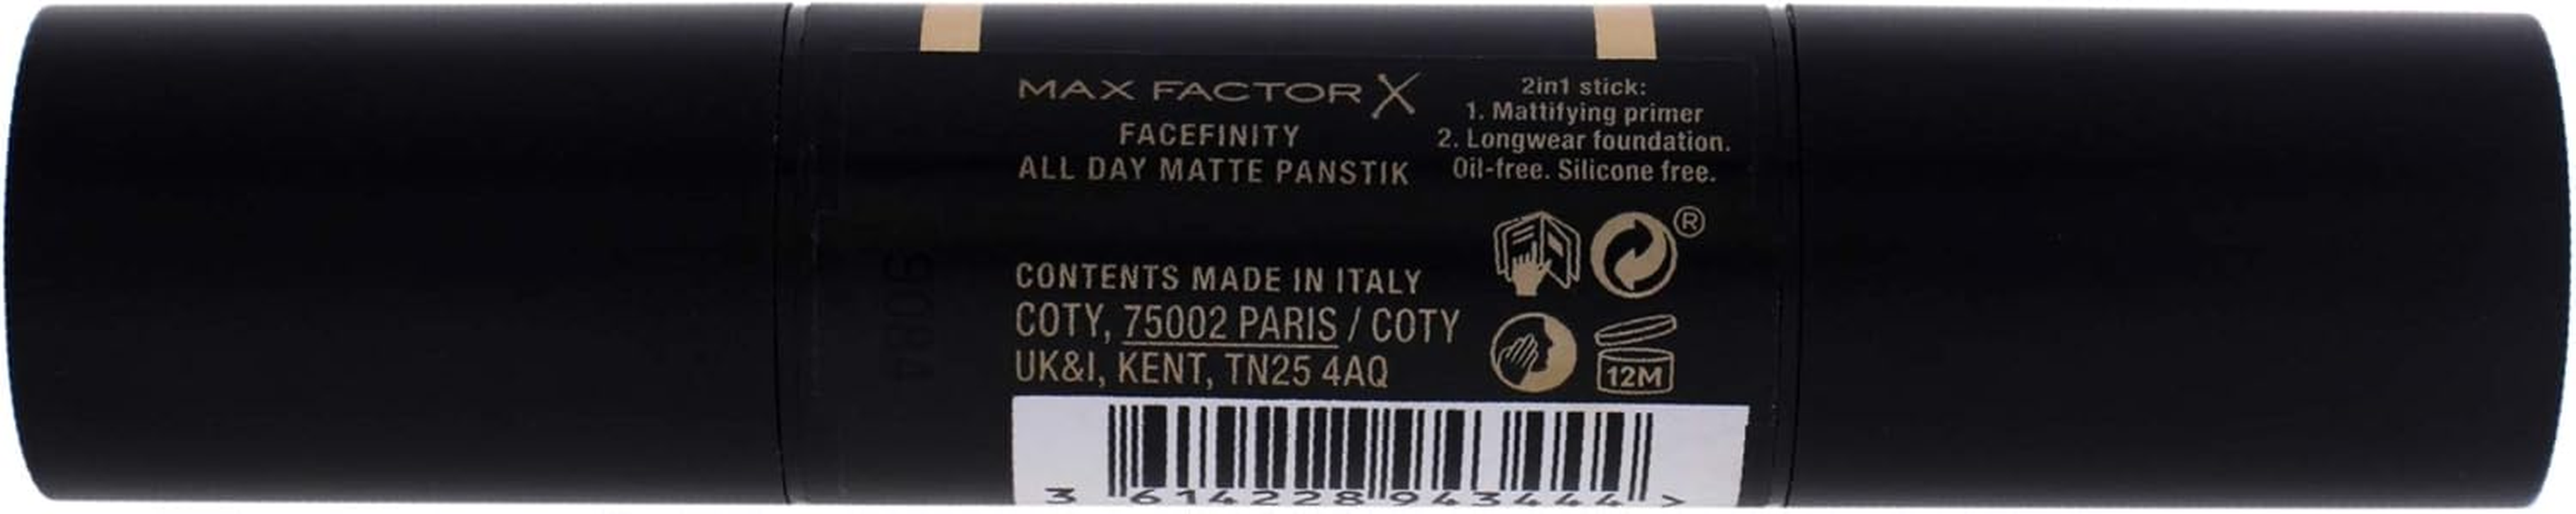 MAX FACTOR X
FACEFINITY
ALL DAY MATTE PANSTIK
2in1 stick:
1. Mattifying primer
2. Longwear foundation.
Oil-free. Silicone free.
®
CONTENTS MADE IN ITALY
COTY, 75002 PARIS / COTY
UK&I, KENT, TN25 4AQ
12M
9084
3 614228 943444 >